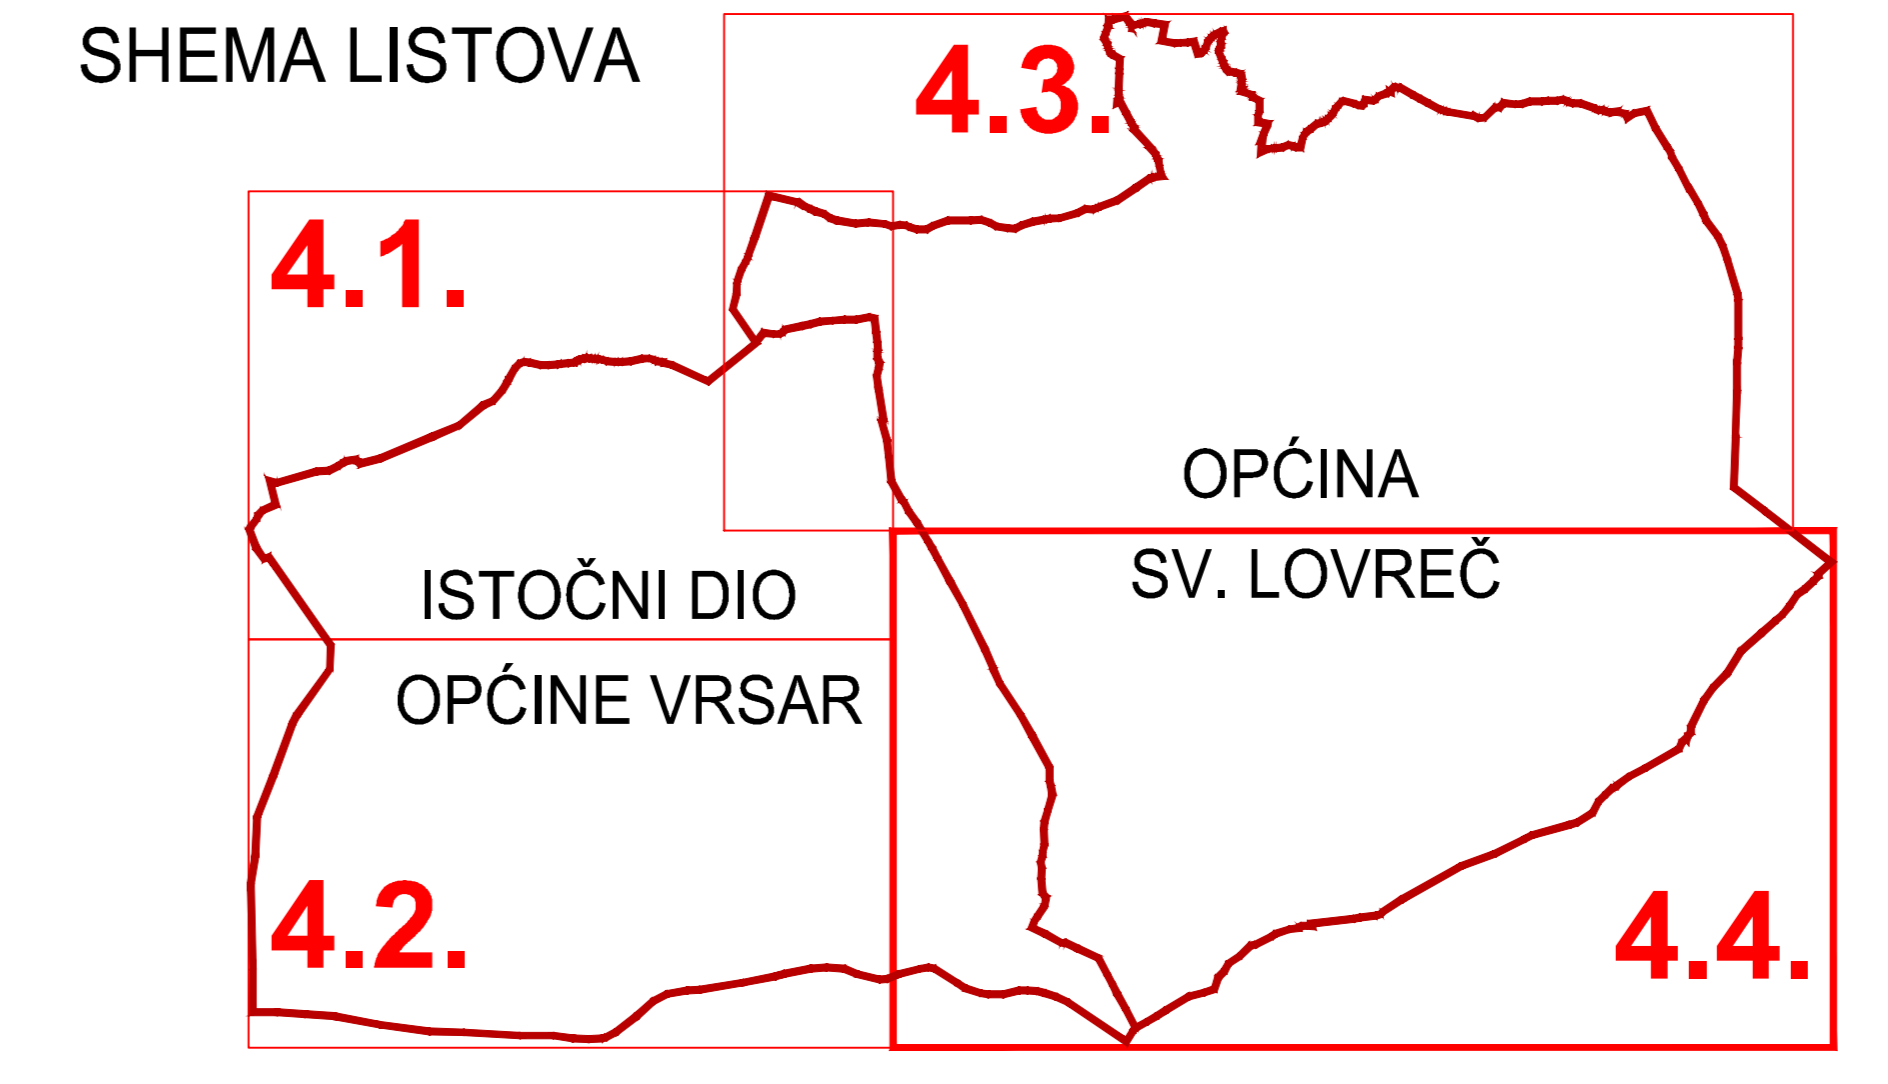 SHEMA LISTOVA
4.3.
4.1.
OPĆINA
SV. LOVREČ
ISTOČNI DIO
OPĆINE VRSAR
4.2.
4.4.